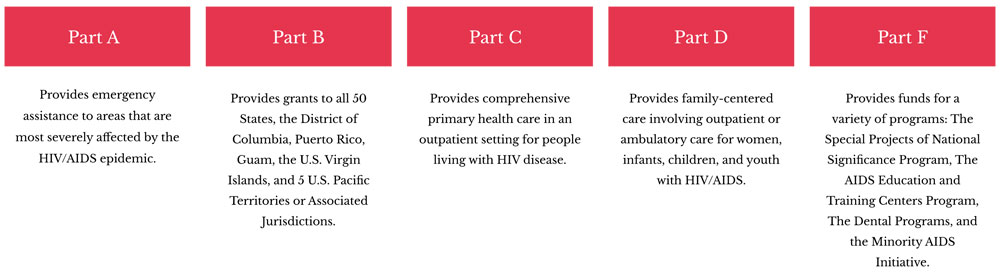 Part A
Provides emergency
assistance to areas that are
most severely affected by the
HIV/AIDS epidemic.
Part B
Provides grants to all 50
States, the District of
Columbia, Puerto Rico,
Guam, the U.S. Virgin
Islands, and 5 U.S. Pacific
Territories or Associated
Jurisdictions.
Part C
Provides comprehensive
primary health care in an
outpatient setting for people
living with HIV disease.
Part D
Provides family-centered
care involving outpatient or
ambulatory care for women,
infants, children, and youth
with HIV/AIDS.
Part F
Provides funds for a
variety of programs: The
Special Projects of National
Significance Program, The
AIDS Education and
Training Centers Program,
The Dental Programs, and
the Minority AIDS
Initiative.